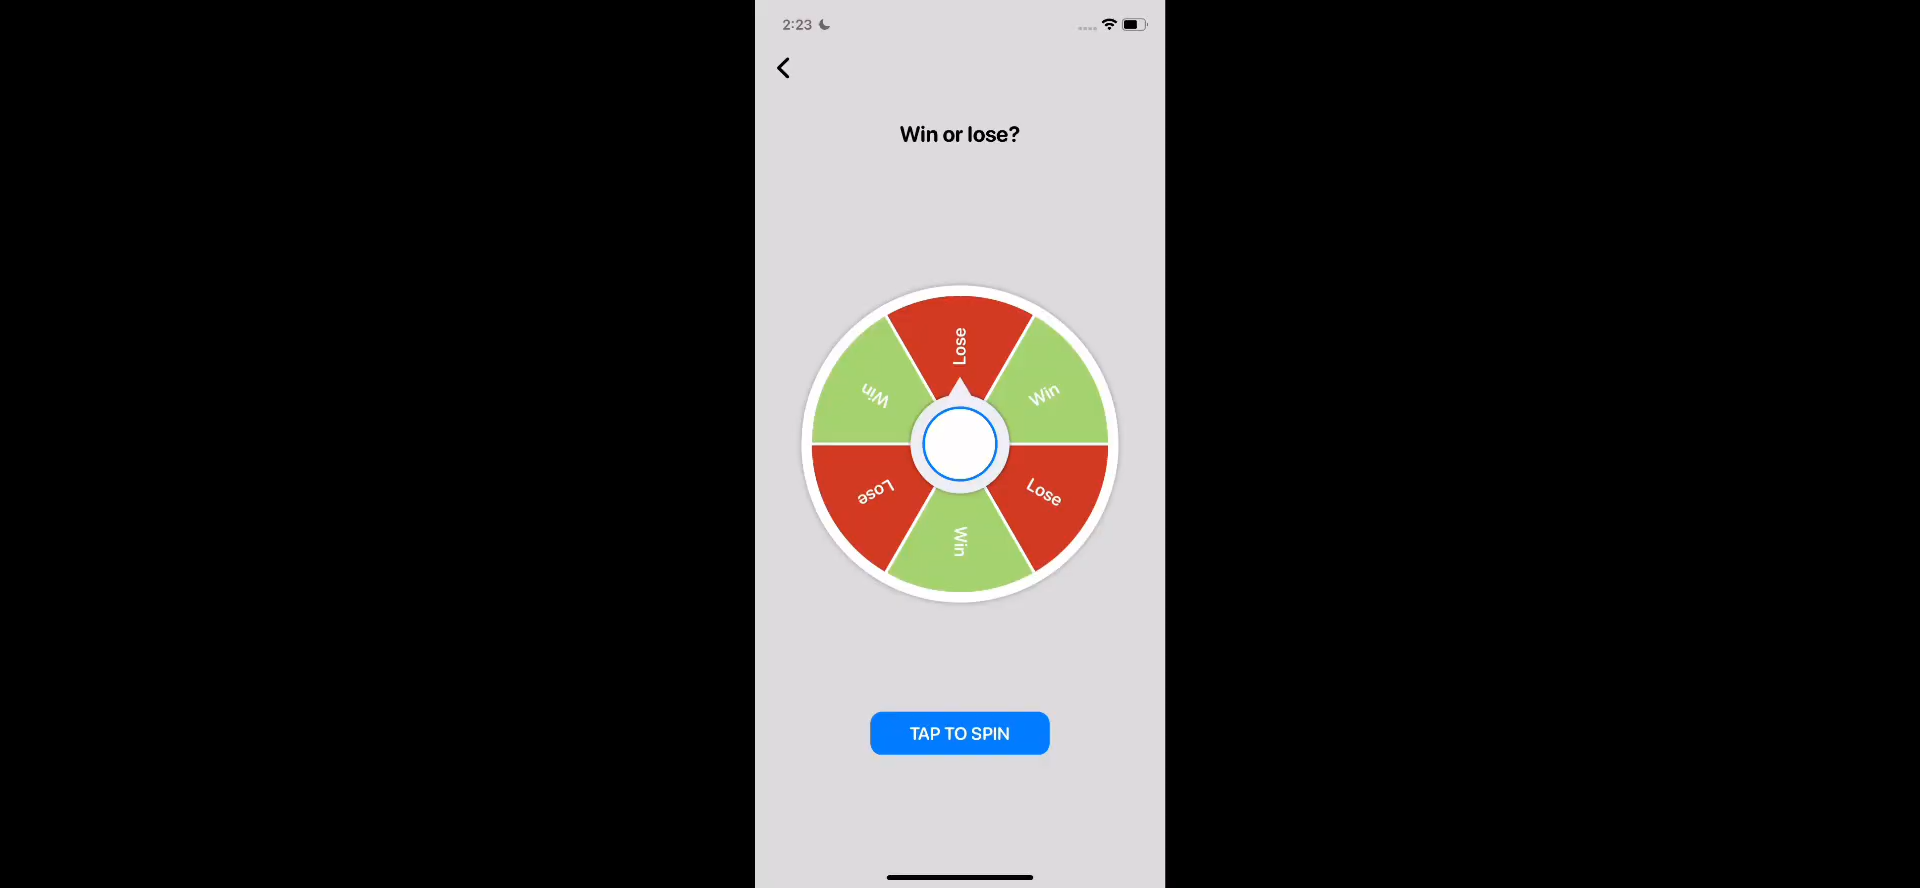 2:23
Win or lose?
Lose
Win
Win
Lose
Lose
Win
TAP TO SPIN